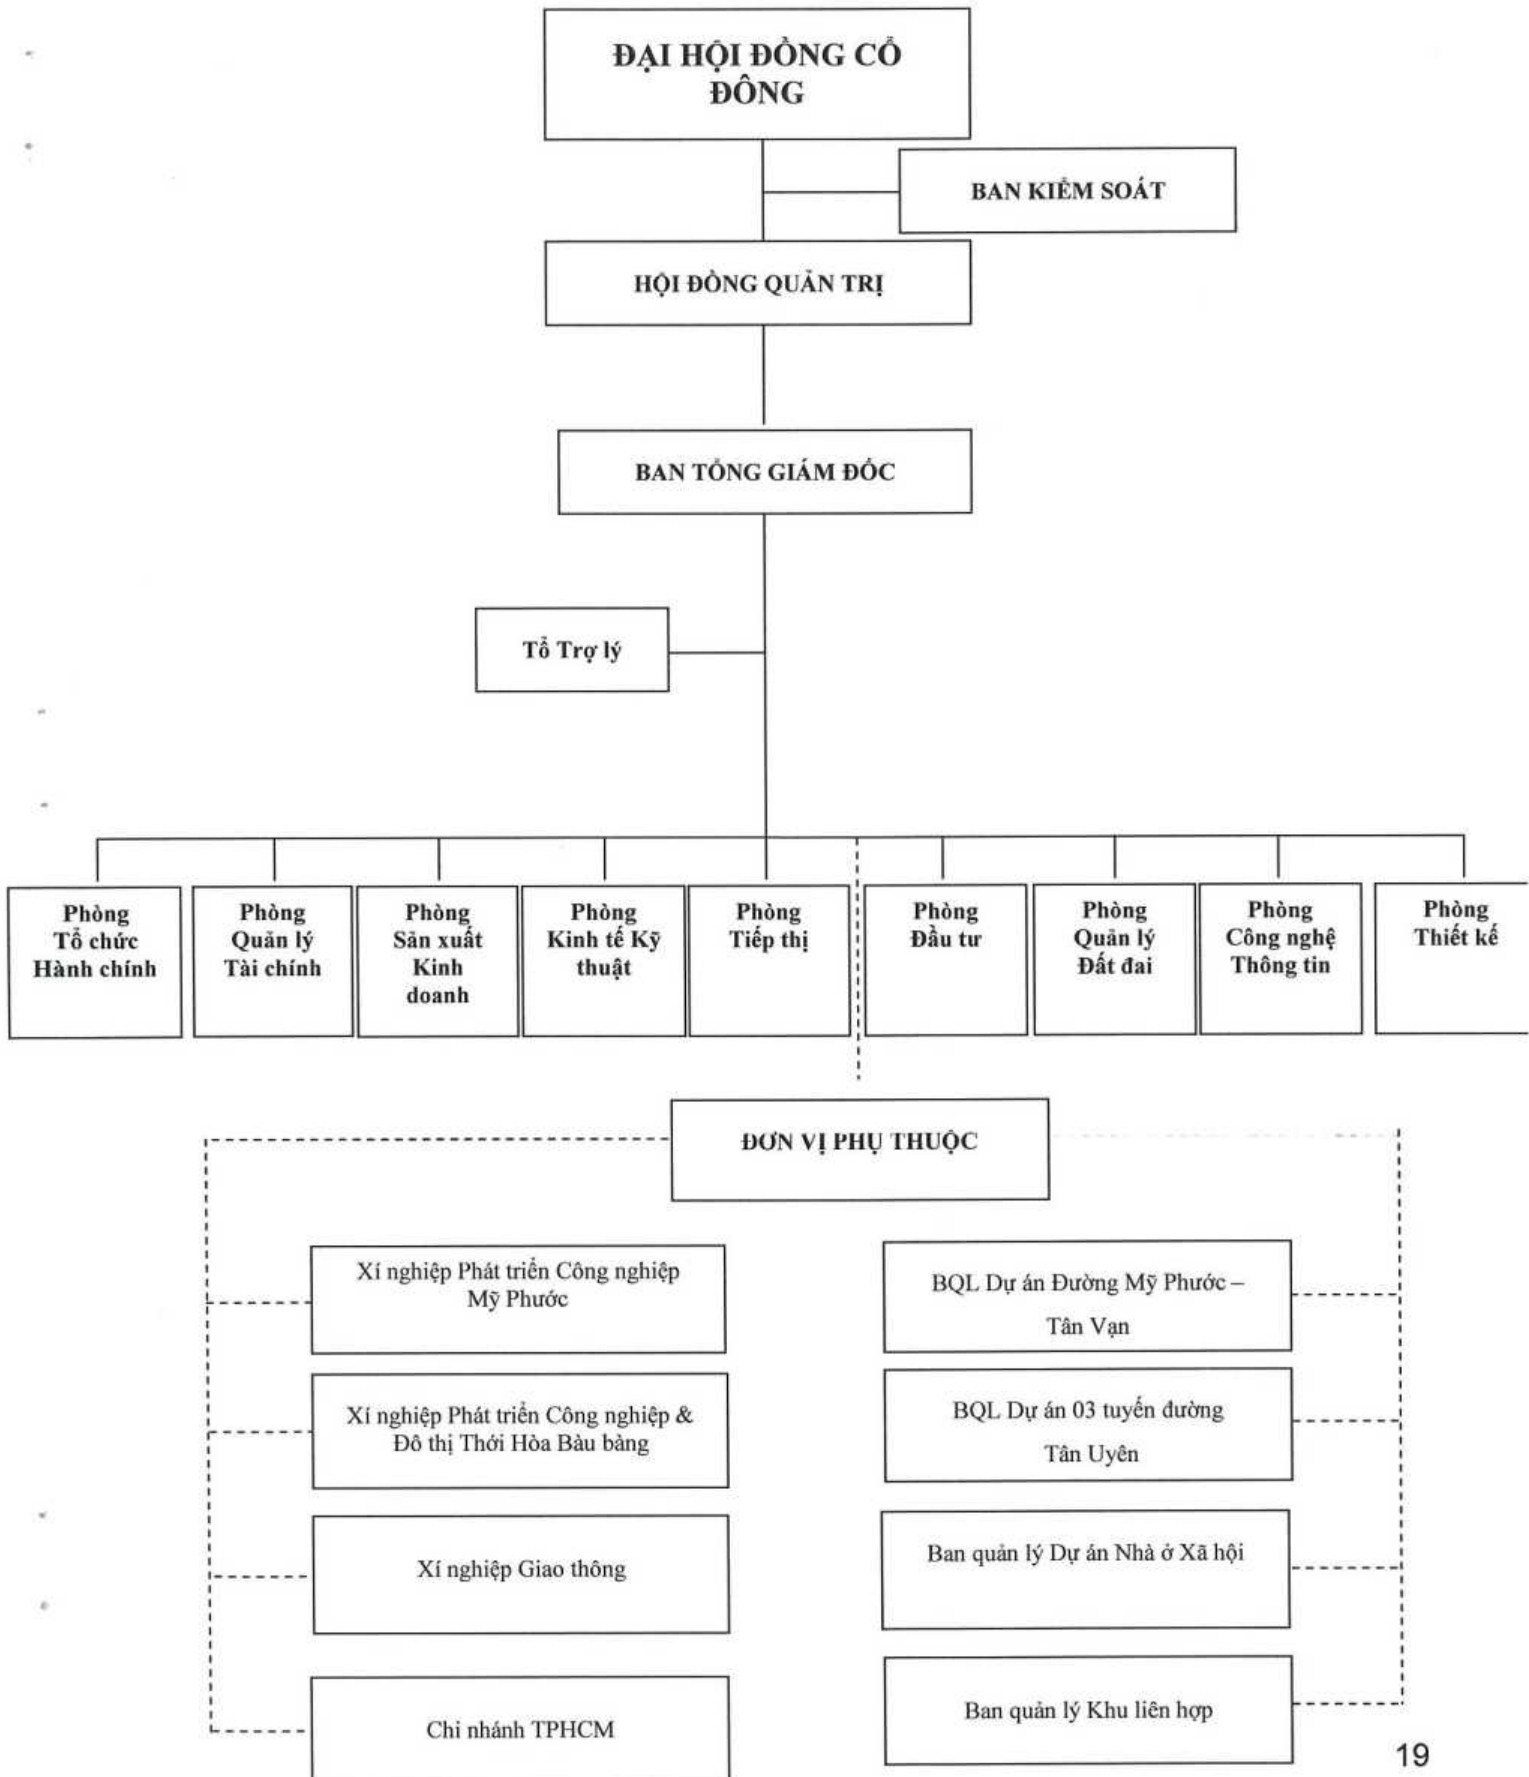 ĐẠI HỘI ĐỒNG CỔ
ĐÔNG
BAN KIỂM SOÁT
HỘI ĐỒNG QUẢN TRỊ
BAN TỔNG GIÁM ĐỐC
Tổ Trợ lý
Phòng
Tổ chức
Hành chính
Phòng
Quản lý
Tài chính
Phòng
Sản xuất
Kinh
doanh
Phòng
Kinh tế Kỹ
thuật
Phòng
Tiếp thị
Phòng
Đầu tư
Phòng
Quản lý
Đất đai
Phòng
Công nghệ
Thông tin
Phòng
Thiết kế
ĐƠN VỊ PHỤ THUỘC
Xí nghiệp Phát triển Công nghiệp
Mỹ Phước
Xí nghiệp Phát triển Công nghiệp &
Đô thị Thới Hòa Bàu bàng
Xí nghiệp Giao thông
Chi nhánh TPHCM
BQL Dự án Đường Mỹ Phước –
Tân Vạn
BQL Dự án 03 tuyến đường
Tân Uyên
Ban quản lý Dự án Nhà ở Xã hội
Ban quản lý Khu liên hợp
19